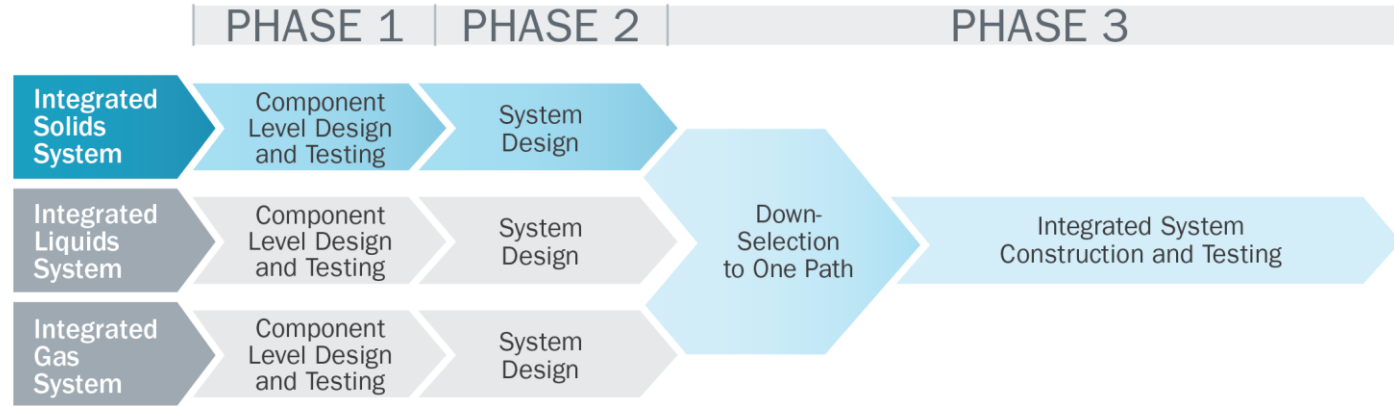 PHASE 1
PHASE 2
PHASE 3
Integrated
Solids
System
Component
Level Design
and Testing
System
Design
Integrated
Liquids
System
Component
Level Design
and Testing
System
Design
Integrated
Gas
System
Component
Level Design
and Testing
System
Design
Down-
Selection
to One Path
Integrated System
Construction and Testing